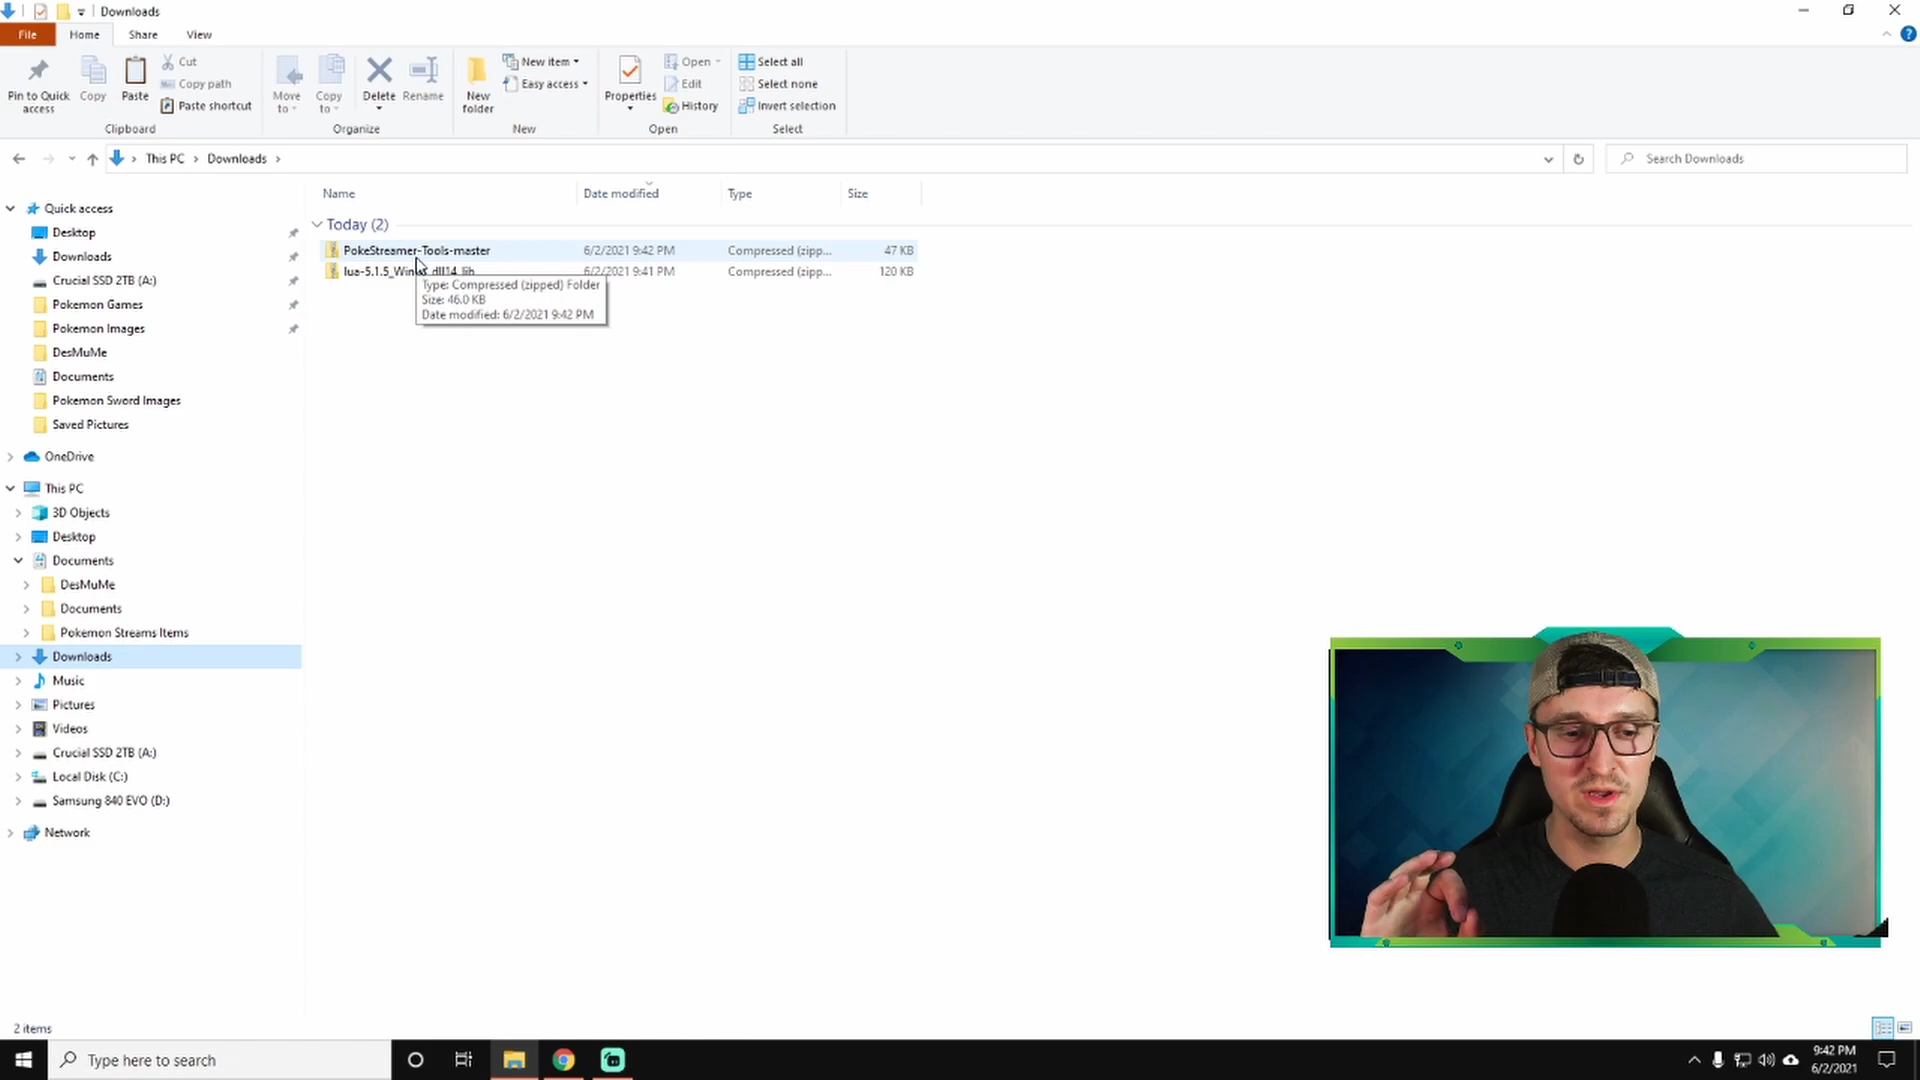 Downloads
File Home Share View
Pin to Quick access
Copy
Paste
Cut
Copy path
Paste shortcut
Clipboard
Move to
Copy to
Delete
Rename
Organize
New folder
New item
Easy access
New
Properties
Open
Edit
History
Open
Select all
Select none
Invert selection
Select
This PC > Downloads >
Search Downloads
Name Date modified Type Size
Today (2)
PokeStreamer-Tools-master 6/2/2021 9:42 PM Compressed (zipp... 47 KB
lua-5.1.5_Win dll14_lib 6/2/2021 9:41 PM Compressed (zipp... 120 KB
Type: Compressed (zipped) Folder
Size: 46.0 KB
Date modified: 6/2/2021 9:42 PM
Quick access
Desktop
Downloads
Crucial SSD 2TB (A:)
Pokemon Games
Pokemon Images
DesMuMe
Documents
Pokemon Sword Images
Saved Pictures
OneDrive
This PC
3D Objects
Desktop
Documents
DesMuMe
Documents
Pokemon Streams Items
Downloads
Music
Pictures
Videos
Crucial SSD 2TB (A:)
Local Disk (C:)
Samsung 840 EVO (D:)
Network
2 items
Type here to search
9:42 PM
6/2/2021